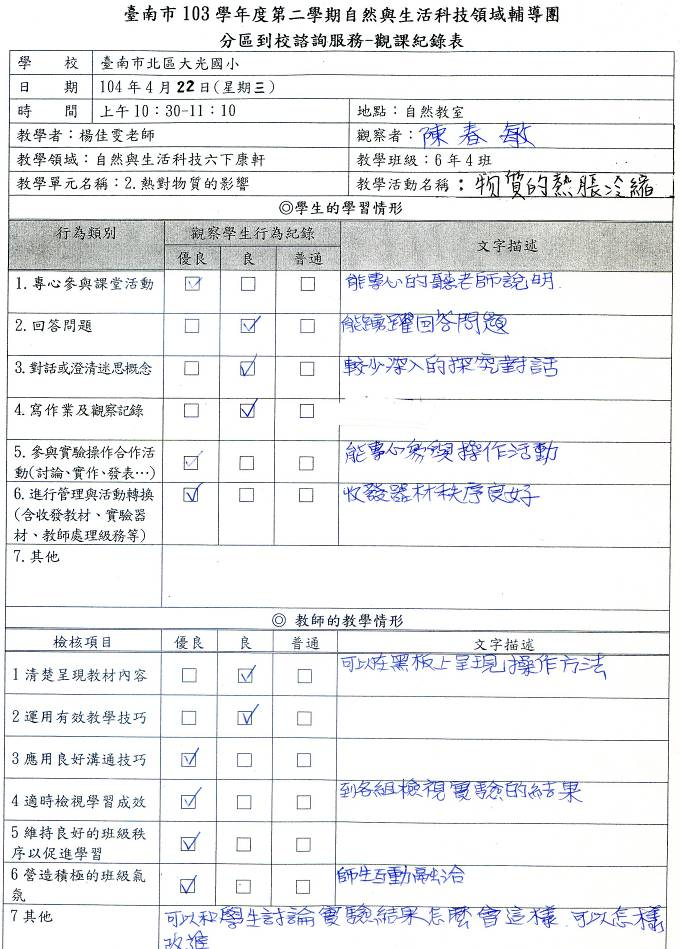 臺南市 103 學年度第二學期自然與生活科技領域輔導團
分區到校諮詢服務-觀課紀錄表
學 校 臺南市北區大光國小
日 期 104 年 4 月 22 日(星期三)
時 間 上午 10：30-11：10 地點：自然教室
教學者：楊佳雯老師 觀察者：陳春敏
教學領域：自然與生活科技六下康軒 教學班級：6 年 4 班
教學單元名稱：2.熱對物質的影響 教學活動名稱：物質的熱脹冷縮
◎學生的學習情形
行為類別 觀察學生行為紀錄 文字描述
優良 良 普通
1.專心參與課堂活動 ☑ □ □ 能專心的聽老師說明.
2.回答問題 □ ☑ □ 能踴躍回答問題
3.對話或澄清迷思概念 □ ☑ □ 較少深入的探究對話
4.寫作業及觀察記錄 □ ☑ □
5.參與實驗操作合作活 ☑ □ □ 能專心參與操作活動
動(討論、實作、發表…)
6.進行管理與活動轉換 ☑ □ □ 收發器材秩序良好
(含收發教材、實驗器
材、教師處理級務等)
7.其他
◎ 教師的教學情形
檢核項目 優良 良 普通 文字描述
1 清楚呈現教材內容 □ ☑ □ 可以在黑板上呈現操作方法
2 運用有效教學技巧 □ ☑ □
3 應用良好溝通技巧 ☑ □ □
4 適時檢視學習成效 ☑ □ □ 到各組檢視實驗的結果
5 維持良好的班級秩 ☑ □ □
序以促進學習
6 營造積極的班級氣 ☑ □ □ 師生互動融洽
氛
7 其他 可以和學生討論實驗結果怎麼會這樣 可以怎樣
改進